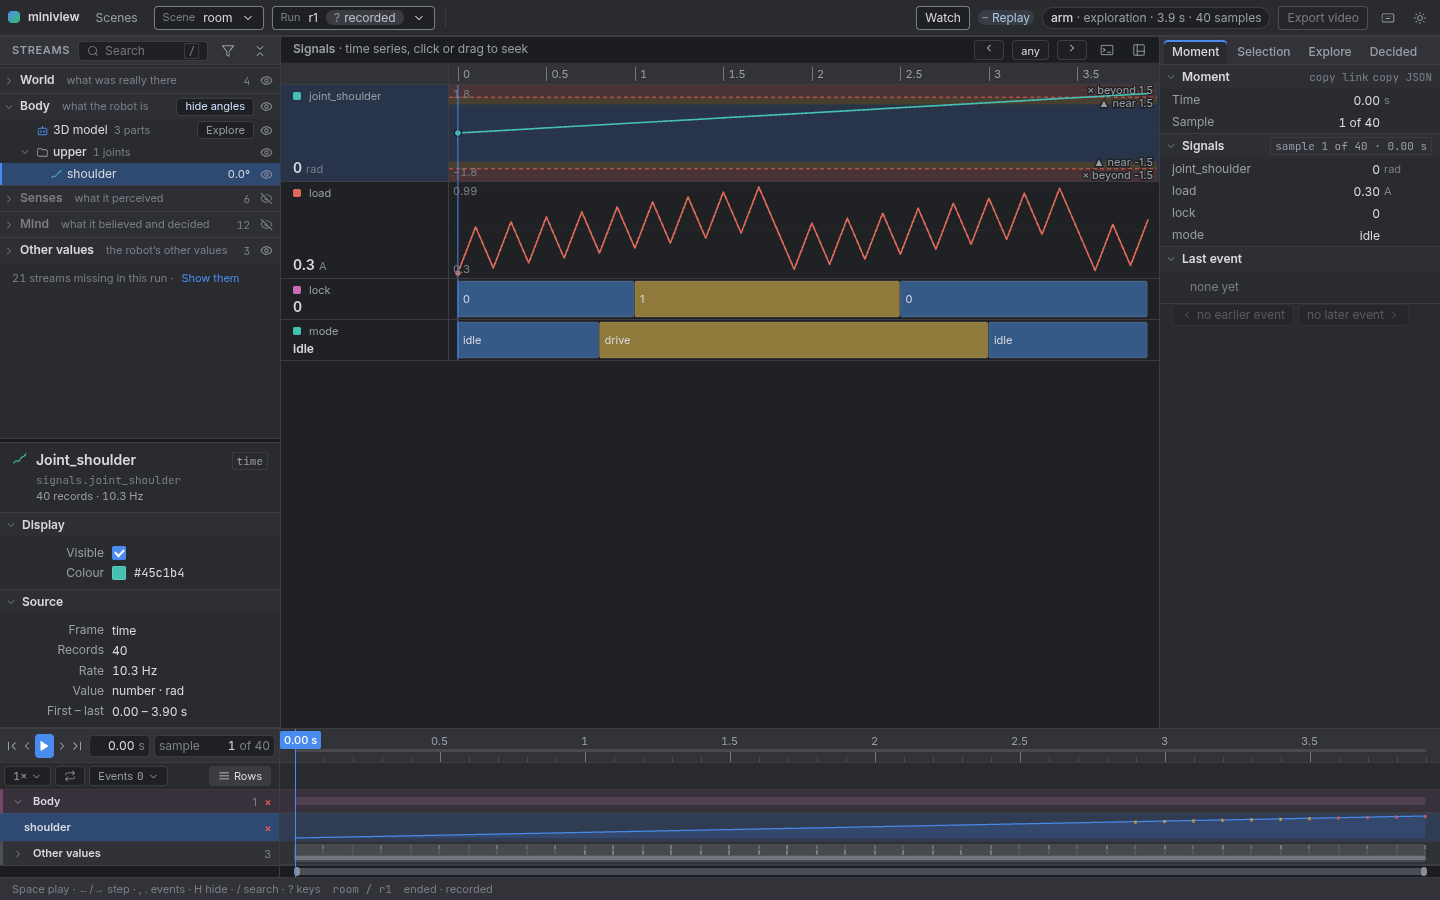 miniview Scenes Scene room Run r1 ? recorded Watch Replay arm · exploration · 3.9 s · 40 samples Export video
STREAMS Search /
World what was really there 4
Body what the robot is hide angles
3D model 3 parts Explore
upper 1 joints
shoulder 0.0°
Senses what it perceived 6
Mind what it believed and decided 12
Other values the robot's other values 3
21 streams missing in this run · Show them
Joint_shoulder time
signals.joint_shoulder
40 records · 10.3 Hz
Display
Visible
Colour #45c1b4
Source
Frame time
Records 40
Rate 10.3 Hz
Value number · rad
First – last 0.00 – 3.90 s
Signals · time series, click or drag to seek any
0 0.5 1 1.5 2 2.5 3 3.5
joint_shoulder 1.8 × beyond 1.5
▲ near 1.5
▲ near -1.5
0 rad −1.8 × beyond -1.5
load 0.99
0.3 A 0.3
lock
0
0 1 0
mode
idle
idle drive idle
Moment Selection Explore Decided
Moment copy link copy JSON
Time 0.00 s
Sample 1 of 40
Signals sample 1 of 40 · 0.00 s
joint_shoulder 0 rad
load 0.30 A
lock 0
mode idle
Last event
none yet
no earlier event no later event
0.00 s sample 1 of 40 0.00 s 0.5 1 1.5 2 2.5 3 3.5
1× Events 0 Rows
Body 1 ×
shoulder ×
Other values 3
Space play · ←/→ step · , . events · H hide · / search · ? keys room / r1 ended · recorded